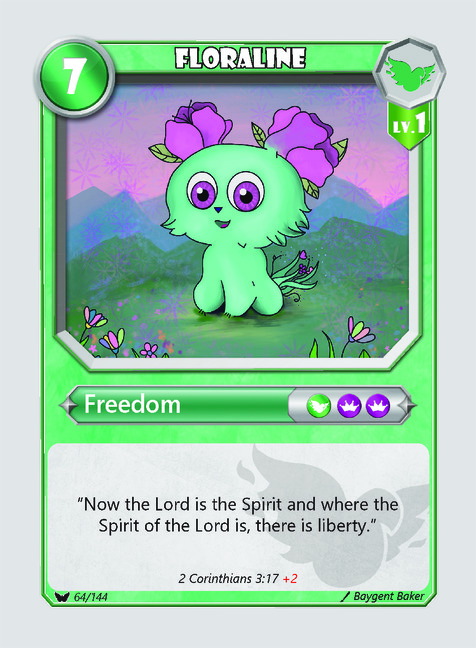 7
FLORALINE
LV.1
Freedom
“Now the Lord is the Spirit and where the
Spirit of the Lord is, there is liberty.”
2 Corinthians 3:17 +2
64/144
Baygent Baker